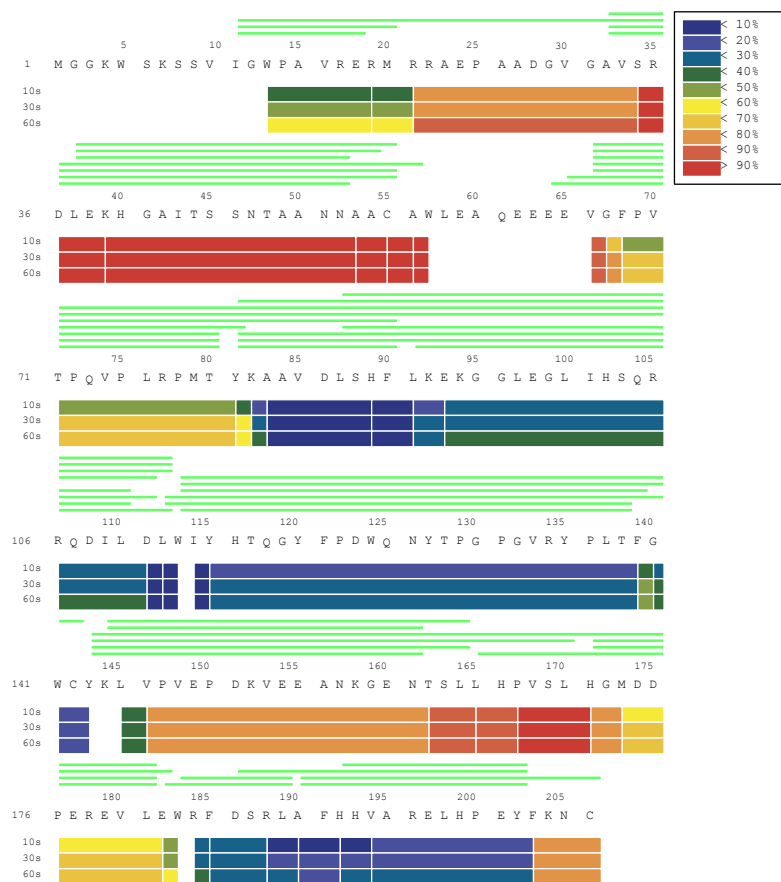 5 10 15 20 25 30 35
1 M G G K W S K S S V I G W P A V R E R M R R A E P A A D G V G A V S R
10s
30s
60s
40 45 50 55 60 65 70
36 D L E K H G A I T S S N T A A N N A A C A W L E A Q E E E E V G F P V
10s
30s
60s
75 80 85 90 95 100 105
71 T P Q V P L R P M T Y K A A V D L S H F L K E K G G L E G L I H S Q R
10s
30s
60s
110 115 120 125 130 135 140
106 R Q D I L D L W I Y H T Q G Y F P D W Q N Y T P G P G V R Y P L T F G
10s
30s
60s
145 150 155 160 165 170 175
141 W C Y K L V P V E P D K V E E A N K G E N T S L L H P V S L H G M D D
10s
30s
60s
180 185 190 195 200 205
176 P E R E V L E W R F D S R L A F H H V A R E L H P E Y F K N C
10s
30s
60s
< 10%
< 20%
< 30%
< 40%
< 50%
< 60%
< 70%
< 80%
< 90%
> 90%